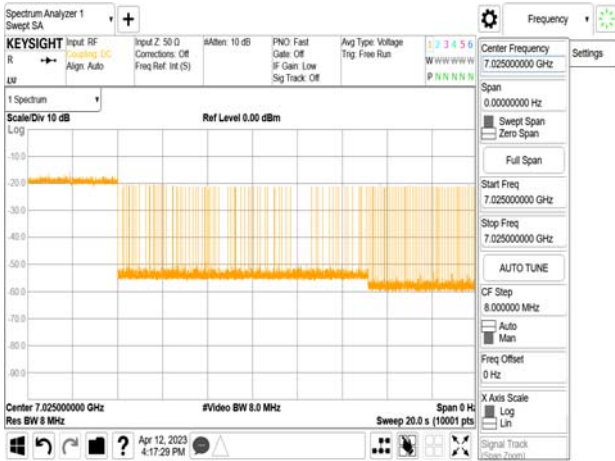 Spectrum Analyzer 1
Swept SA
+
Frequency
KEYSIGHT
Input: RF
Coupling: DC
Align: Auto
Input Z: 50 Ω
Corrections: Off
Freq Ref: Int (S)
#Atten: 10 dB
PNO: Fast
Gate: Off
IF Gain: Low
Sig Track: Off
Avg Type: Voltage
Trig: Free Run
1 2 3 4 5 6
W W W W W W
P N N N N N
R
LXI
Center Frequency
7.025000000 GHz
Settings
Span
0.00000000 Hz
Swept Span
Zero Span
Full Span
Start Freq
7.025000000 GHz
Stop Freq
7.025000000 GHz
AUTO TUNE
CF Step
8.000000 MHz
Auto
Man
Freq Offset
0 Hz
X Axis Scale
Log
Lin
Signal Track
(Span Zoom)
1 Spectrum
Scale/Div 10 dB
Ref Level 0.00 dBm
Log
-10.0
-20.0
-30.0
-40.0
-50.0
-60.0
-70.0
-80.0
-90.0
Center 7.025000000 GHz
#Video BW 8.0 MHz
Span 0 Hz
Res BW 8 MHz
Sweep 20.0 s (10001 pts
?
Apr 12, 2023
4:17:29 PM